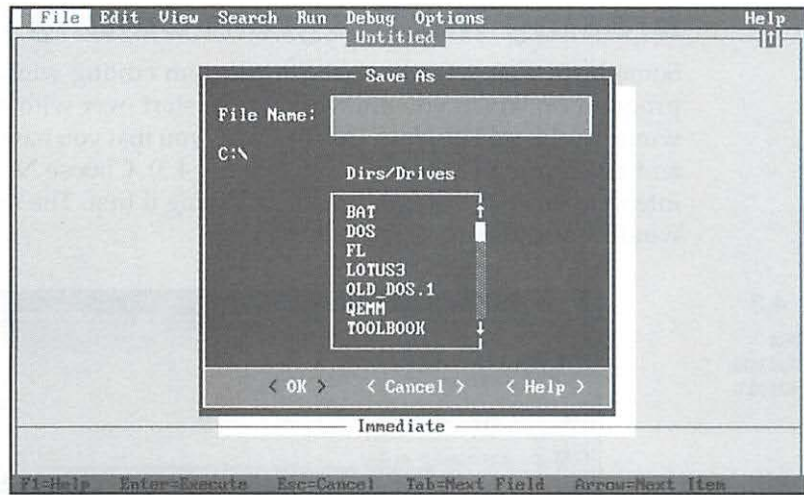 File Edit View Search Run Debug Options Help
Untitled
Save As
File Name:
C:\
Dirs/Drives
BAT
DOS
FL
LOTUS3
OLD_DOS.1
QEMM
TOOLBOOK
< OK > < Cancel > < Help >
Immediate
F1=Help Enter=Execute Esc=Cancel Tab=Next Field Arrow=Next Item